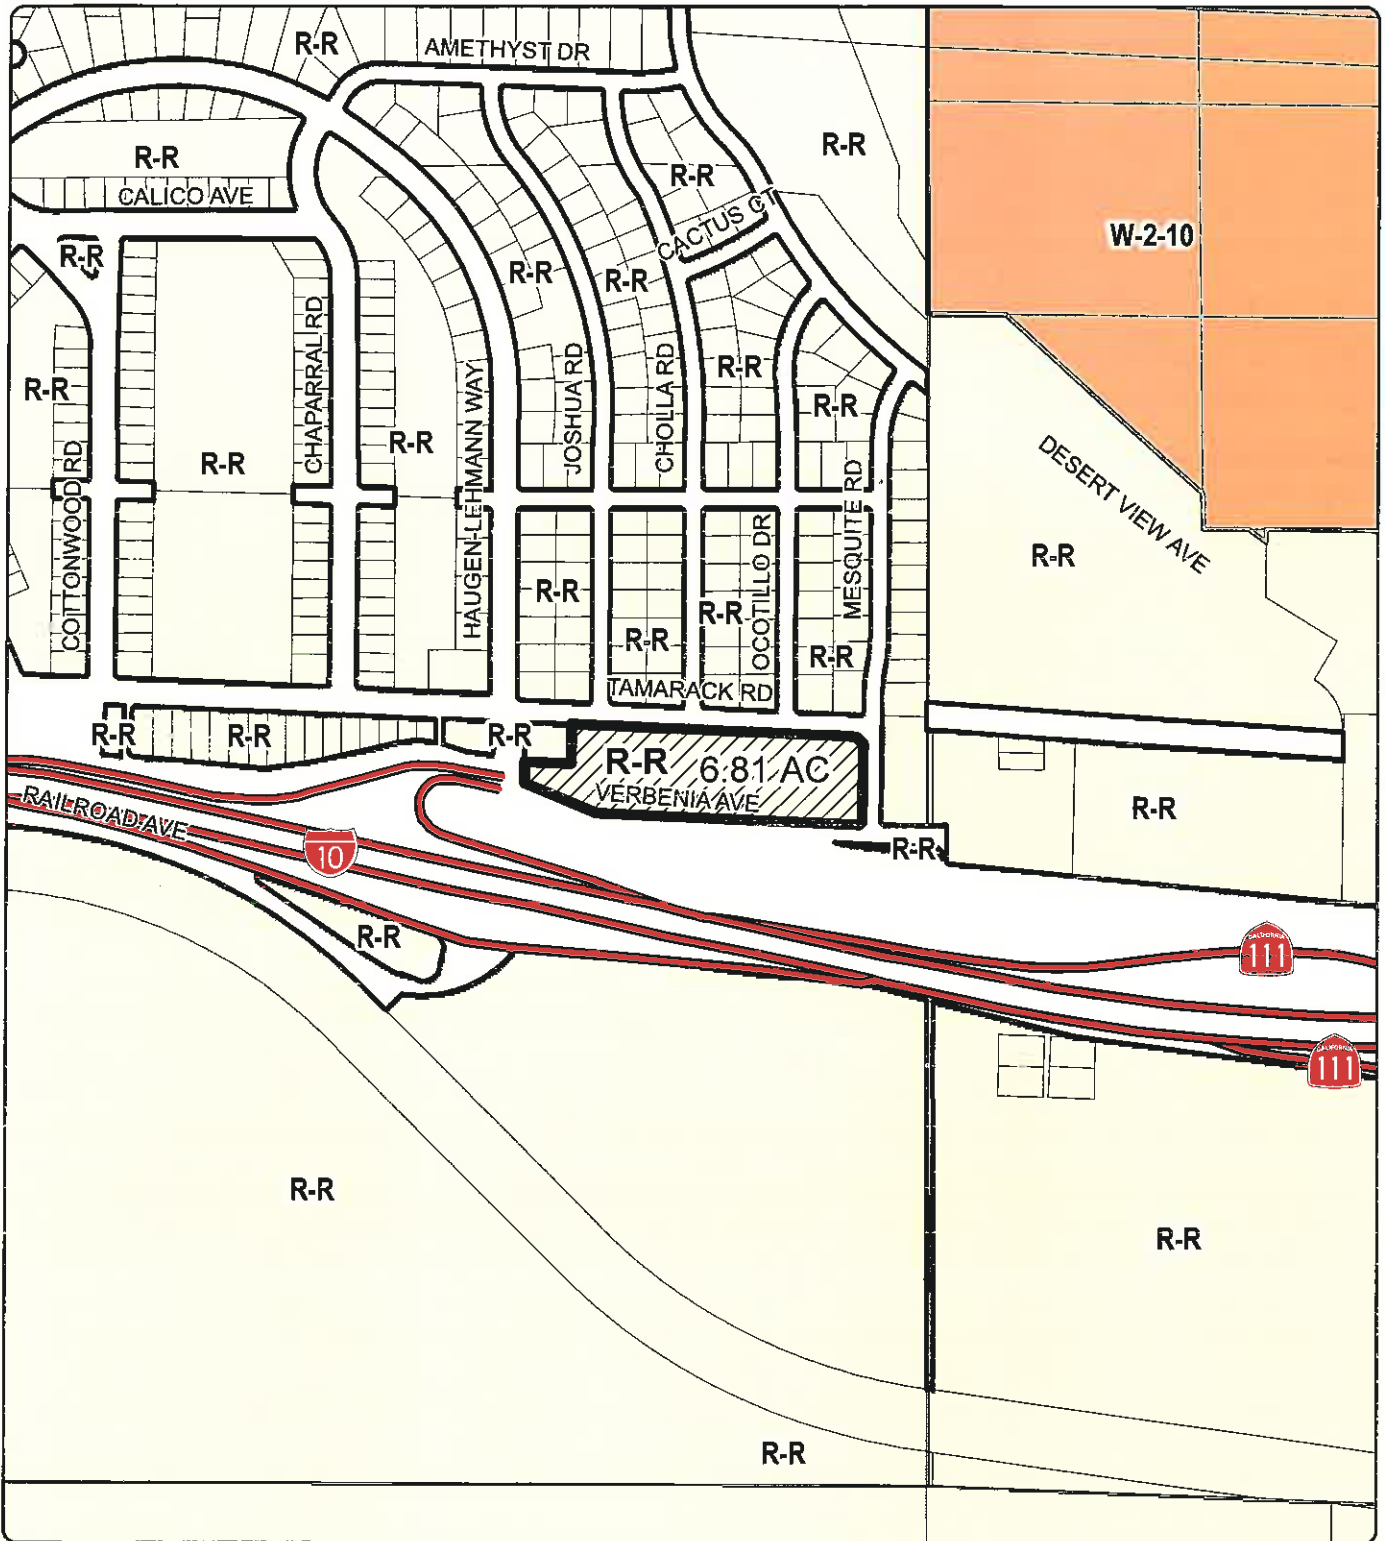 R-R
AMETHYST DR
R-R
R-R
R-R
CALICO AVE
CACTUS CT
W-2-10
R-R
R-R
R-R
CHAPARRAL RD
JOSHUA RD
CHOLLA RD
R-R
HAUGEN-LEHMANN WAY
R-R
R-R
R-R
R-R
COTTONWOOD RD
MESQUITE RD
DESERT VIEW AVE
R-R
OCOTILLO DR
R-R
R-R
R-R
R-R
TAMARACK RD
R-R
R-R
R-R
R-R 6.81 AC
VERBENIA AVE
RAILROAD AVE
R-R
10
R-R
R-R
CALIFORNIA
111
CALIFORNIA
111
R-R
R-R
R-R